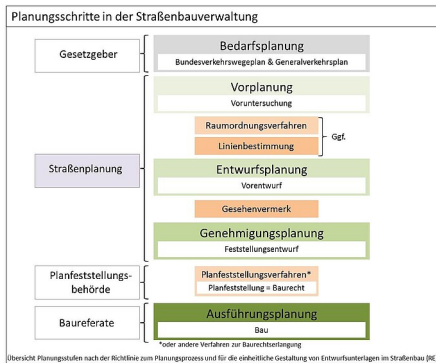 Planungsschritte in der Straßenbauverwaltung
Gesetzgeber
Bedarfsplanung
Bundesverkehrswegeplan & Generalverkehrsplan
Vorplanung
Voruntersuchung
Raumordnungsverfahren
Linienbestimmung
Ggf.
Straßenplanung
Entwurfsplanung
Vorentwurf
Gesehenvermerk
Genehmigungsplanung
Feststellungsentwurf
Planfeststellungs-
behörde
Planfeststellungsverfahren*
Planfeststellung = Baurecht
Baureferate
Ausführungsplanung
Bau
*oder andere Verfahren zur Baurechtserlangung
Übersicht Planungsstufen nach der Richtlinie zum Planungsprozess und für die einheitliche Gestaltung von Entwurfsunterlagen im Straßenbau (RE